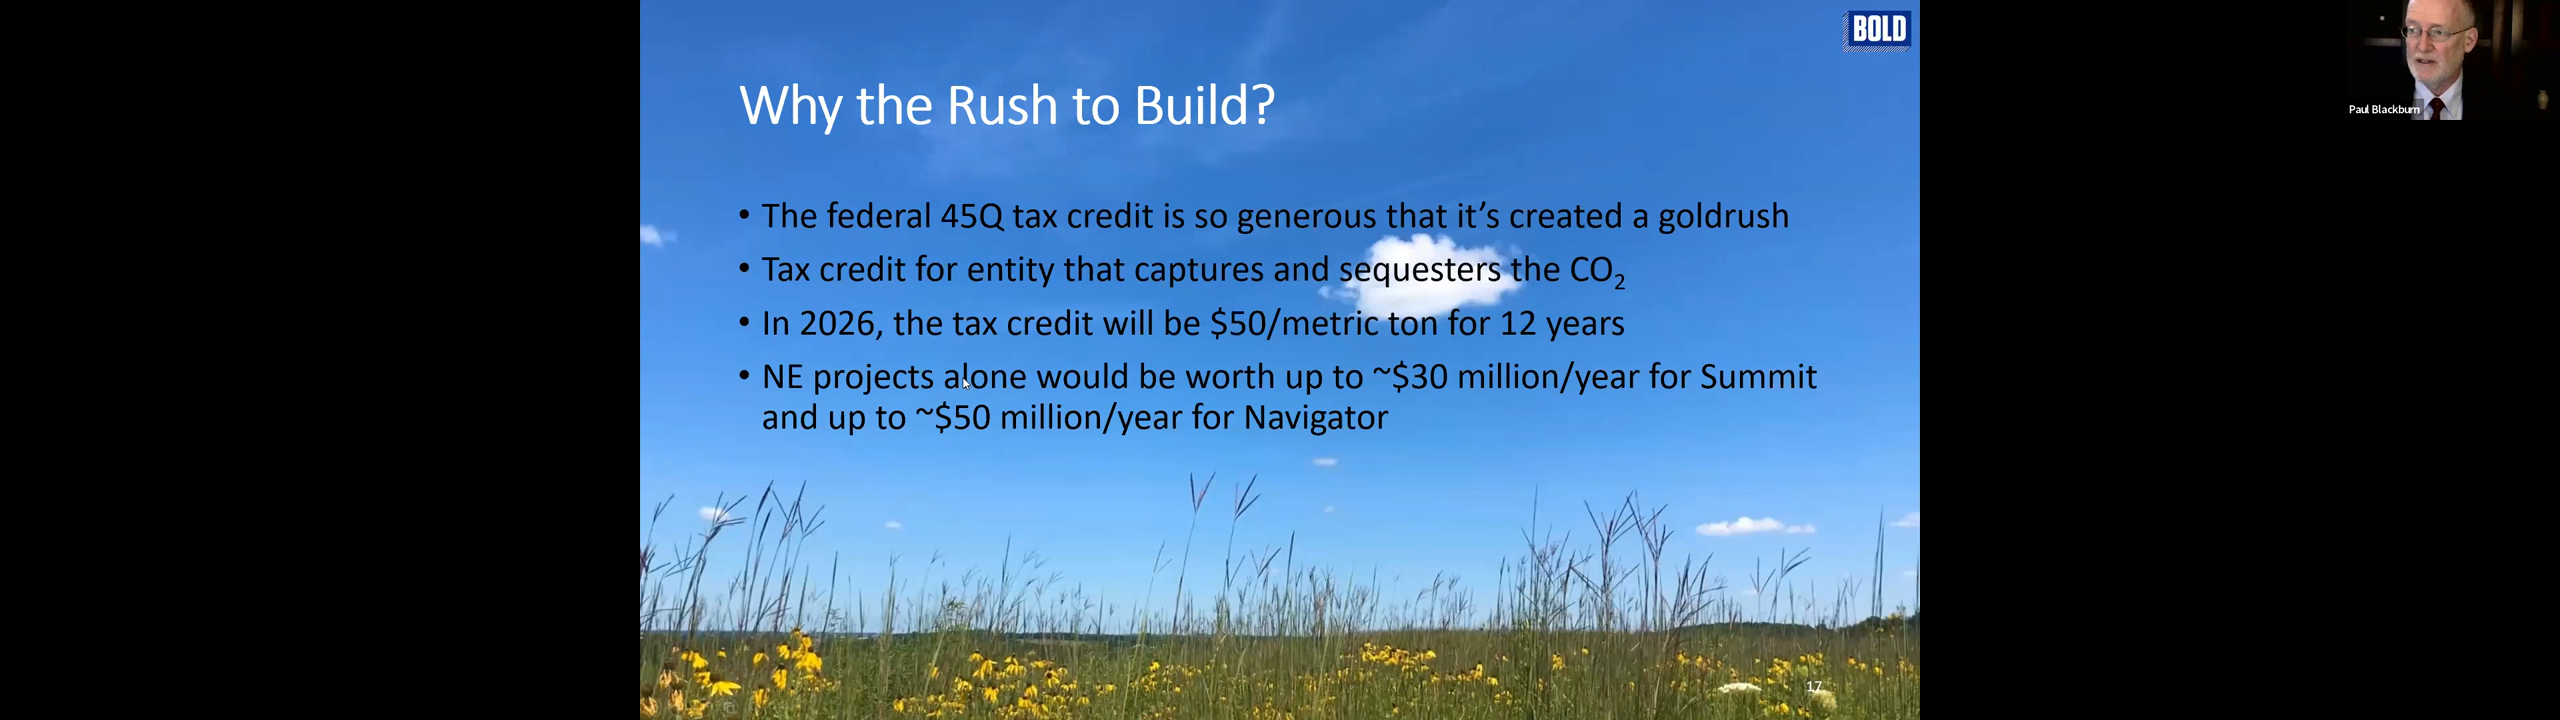 BOLD
Why the Rush to Build?
• The federal 45Q tax credit is so generous that it’s created a goldrush
• Tax credit for entity that captures and sequesters the CO₂
• In 2026, the tax credit will be $50/metric ton for 12 years
• NE projects alone would be worth up to ~$30 million/year for Summit
and up to ~$50 million/year for Navigator
17
Paul Blackburn